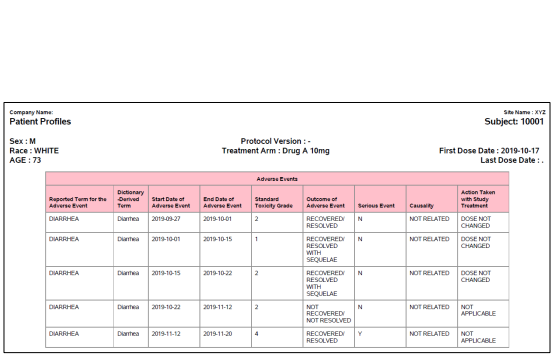 Company Name:
Site Name : XYZ
Patient Profiles
Subject: 10001
Sex : M
Race : WHITE
AGE : 73
Protocol Version : -
Treatment Arm : Drug A 10mg
First Dose Date : 2019-10-17
Last Dose Date : .
Adverse Events
Reported Term for the
Adverse Event
Dictionary
-Derived
Term
Start Date of
Adverse Event
End Date of
Adverse Event
Standard
Toxicity Grade
Outcome of
Adverse Event
Serious Event
Causality
Action Taken
with Study
Treatment
DIARRHEA
Diarrhea
2019-09-27
2019-10-01
2
RECOVERED/
RESOLVED
N
NOT RELATED
DOSE NOT
CHANGED
DIARRHEA
Diarrhea
2019-10-01
2019-10-15
1
RECOVERED/
RESOLVED
WITH
SEQUELAE
N
NOT RELATED
DOSE NOT
CHANGED
DIARRHEA
Diarrhea
2019-10-15
2019-10-22
2
RECOVERED/
RESOLVED
WITH
SEQUELAE
N
NOT RELATED
DOSE NOT
CHANGED
DIARRHEA
Diarrhea
2019-10-22
2019-11-12
2
NOT
RECOVERED/
NOT RESOLVED
N
NOT RELATED
NOT
APPLICABLE
DIARRHEA
Diarrhea
2019-11-12
2019-11-20
4
RECOVERED/
RESOLVED
Y
NOT RELATED
NOT
APPLICABLE